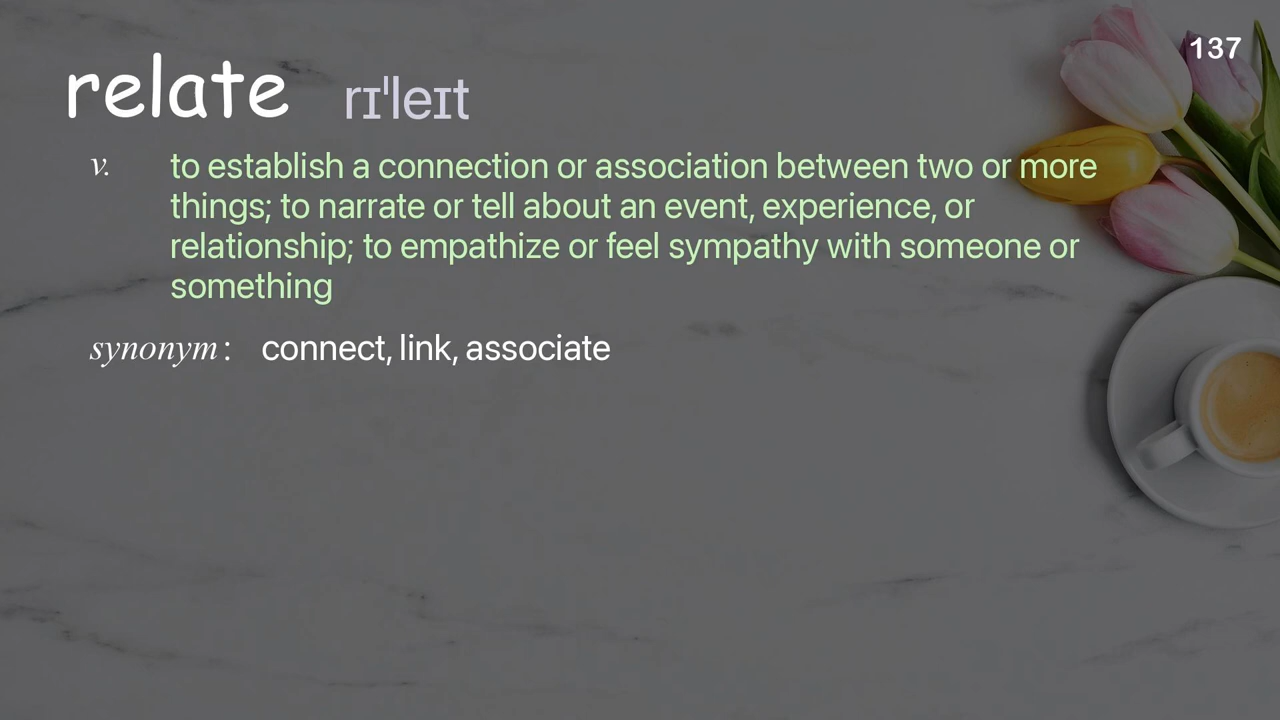 137
relate rɪˈleɪt
v. to establish a connection or association between two or more
things; to narrate or tell about an event, experience, or
relationship; to empathize or feel sympathy with someone or
something
synonym : connect, link, associate